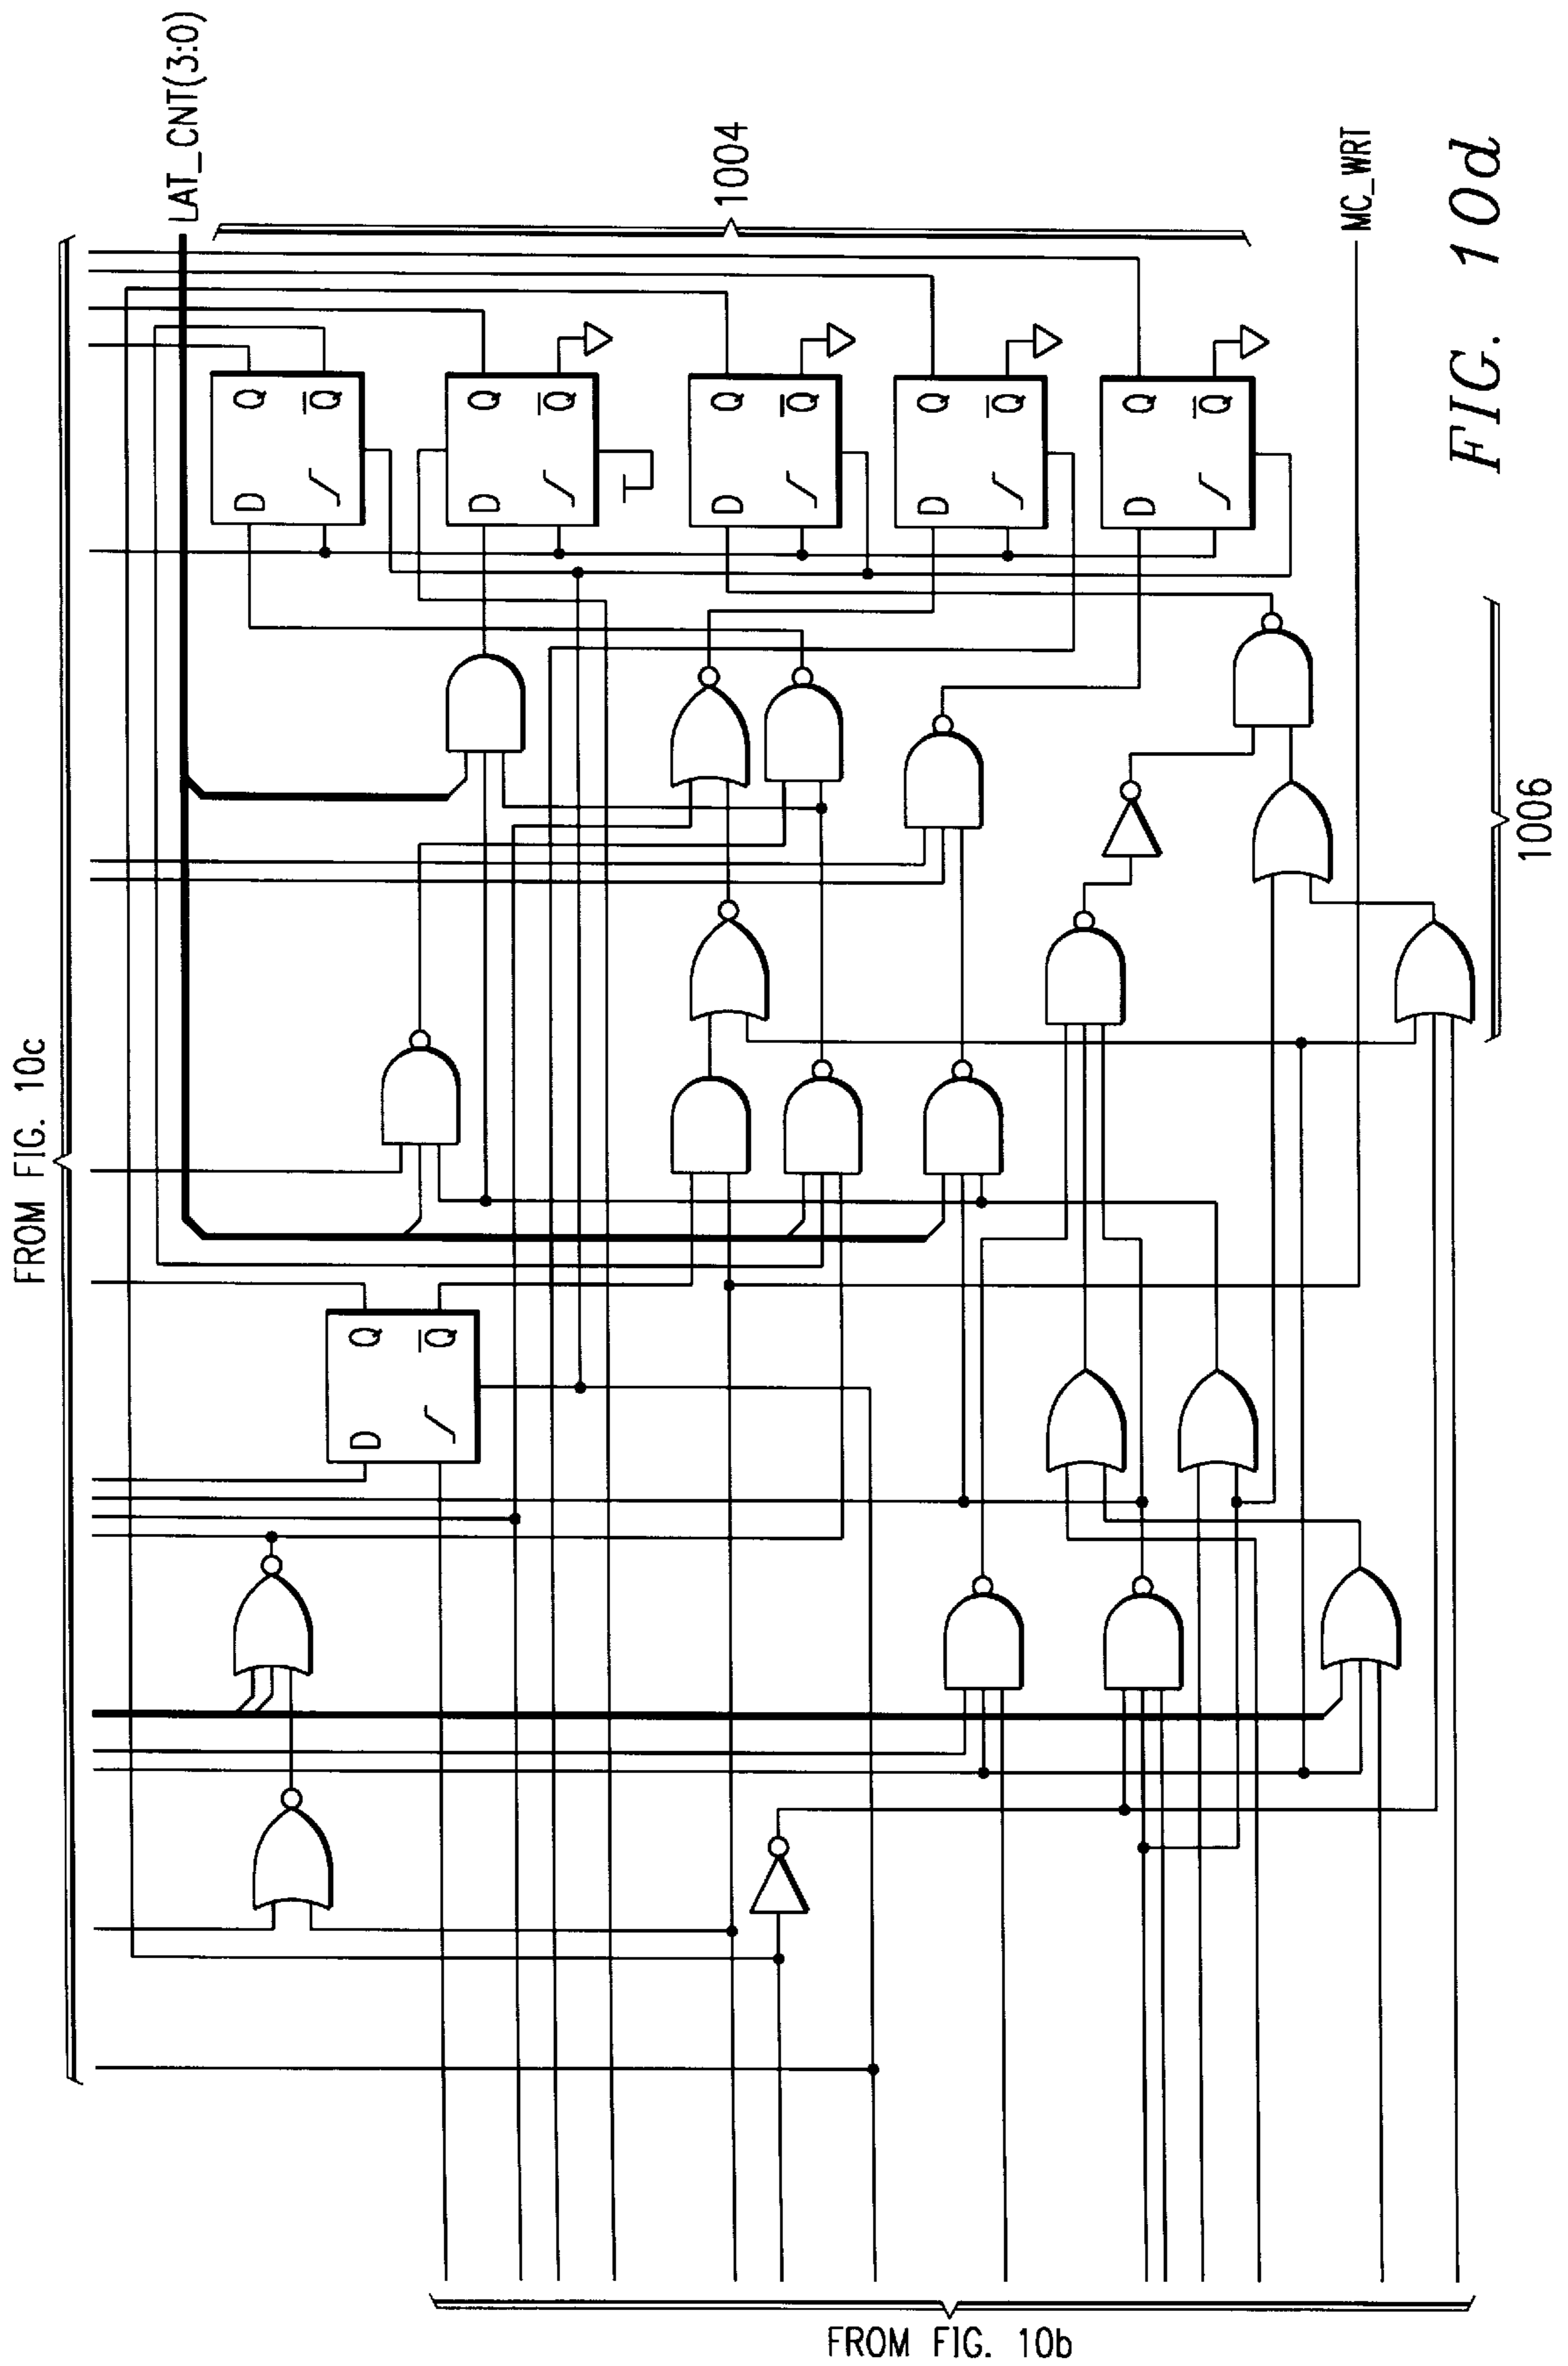 FROM FIG. 10c
LAT_CNT(3:0)
D
Q
Q
D
Q
Q
D
Q
Q
D
Q
Q
D
Q
Q
D
Q
Q
1004
MC_WRT
1006
FROM FIG. 10b
FIG. 10d